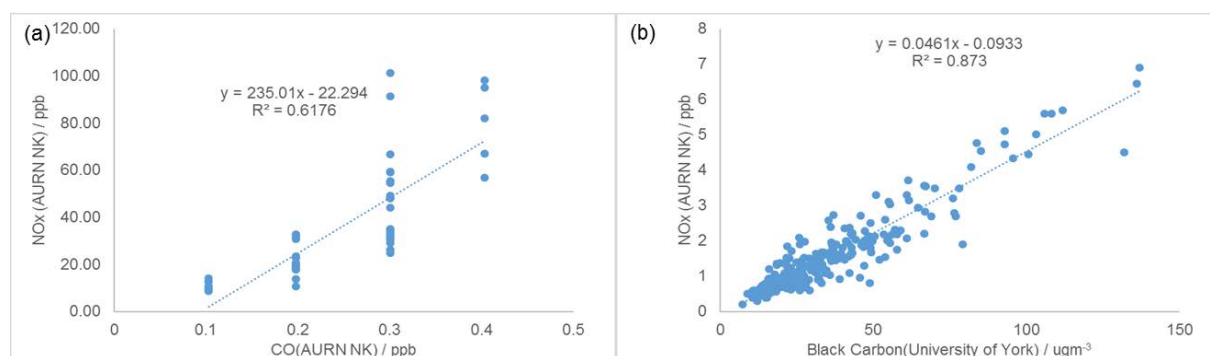 (a)
120.00
100.00
80.00
60.00
40.00
20.00
0.00
NOx (AURN NK) / ppb
y = 235.01x - 22.294
R² = 0.6176
0 0.1 0.2 0.3 0.4 0.5
CO(AURN NK) / ppb
(b)
8
7
6
5
4
3
2
1
0
NOx (AURN NK) / ppb
y = 0.0461x - 0.0933
R² = 0.873
0 50 100 150
Black Carbon(University of York) / ugm⁻³